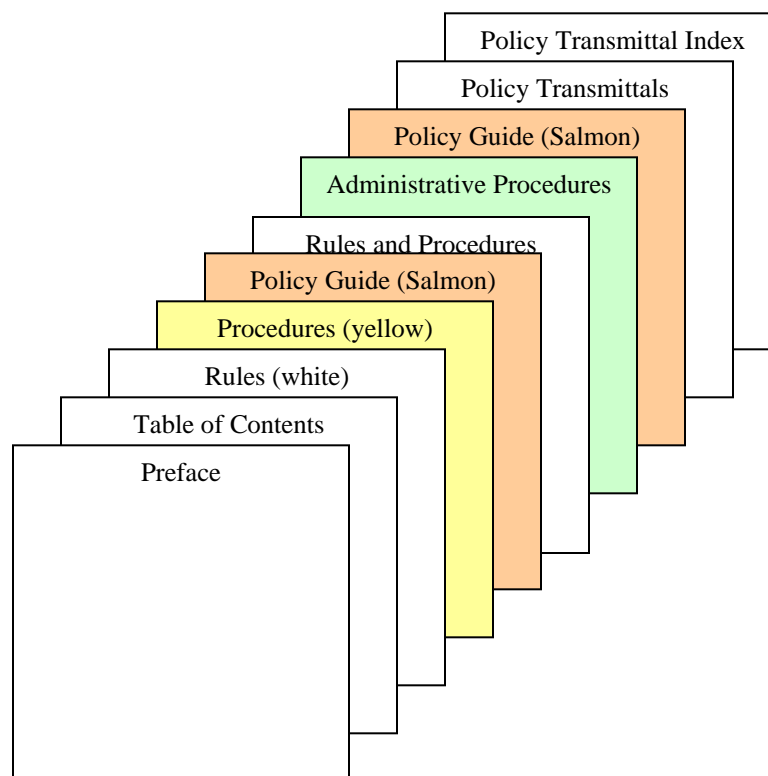 Policy Transmittal Index
Policy Transmittals
Policy Guide (Salmon)
Administrative Procedures
Rules and Procedures
Policy Guide (Salmon)
Procedures (yellow)
Rules (white)
Table of Contents
Preface